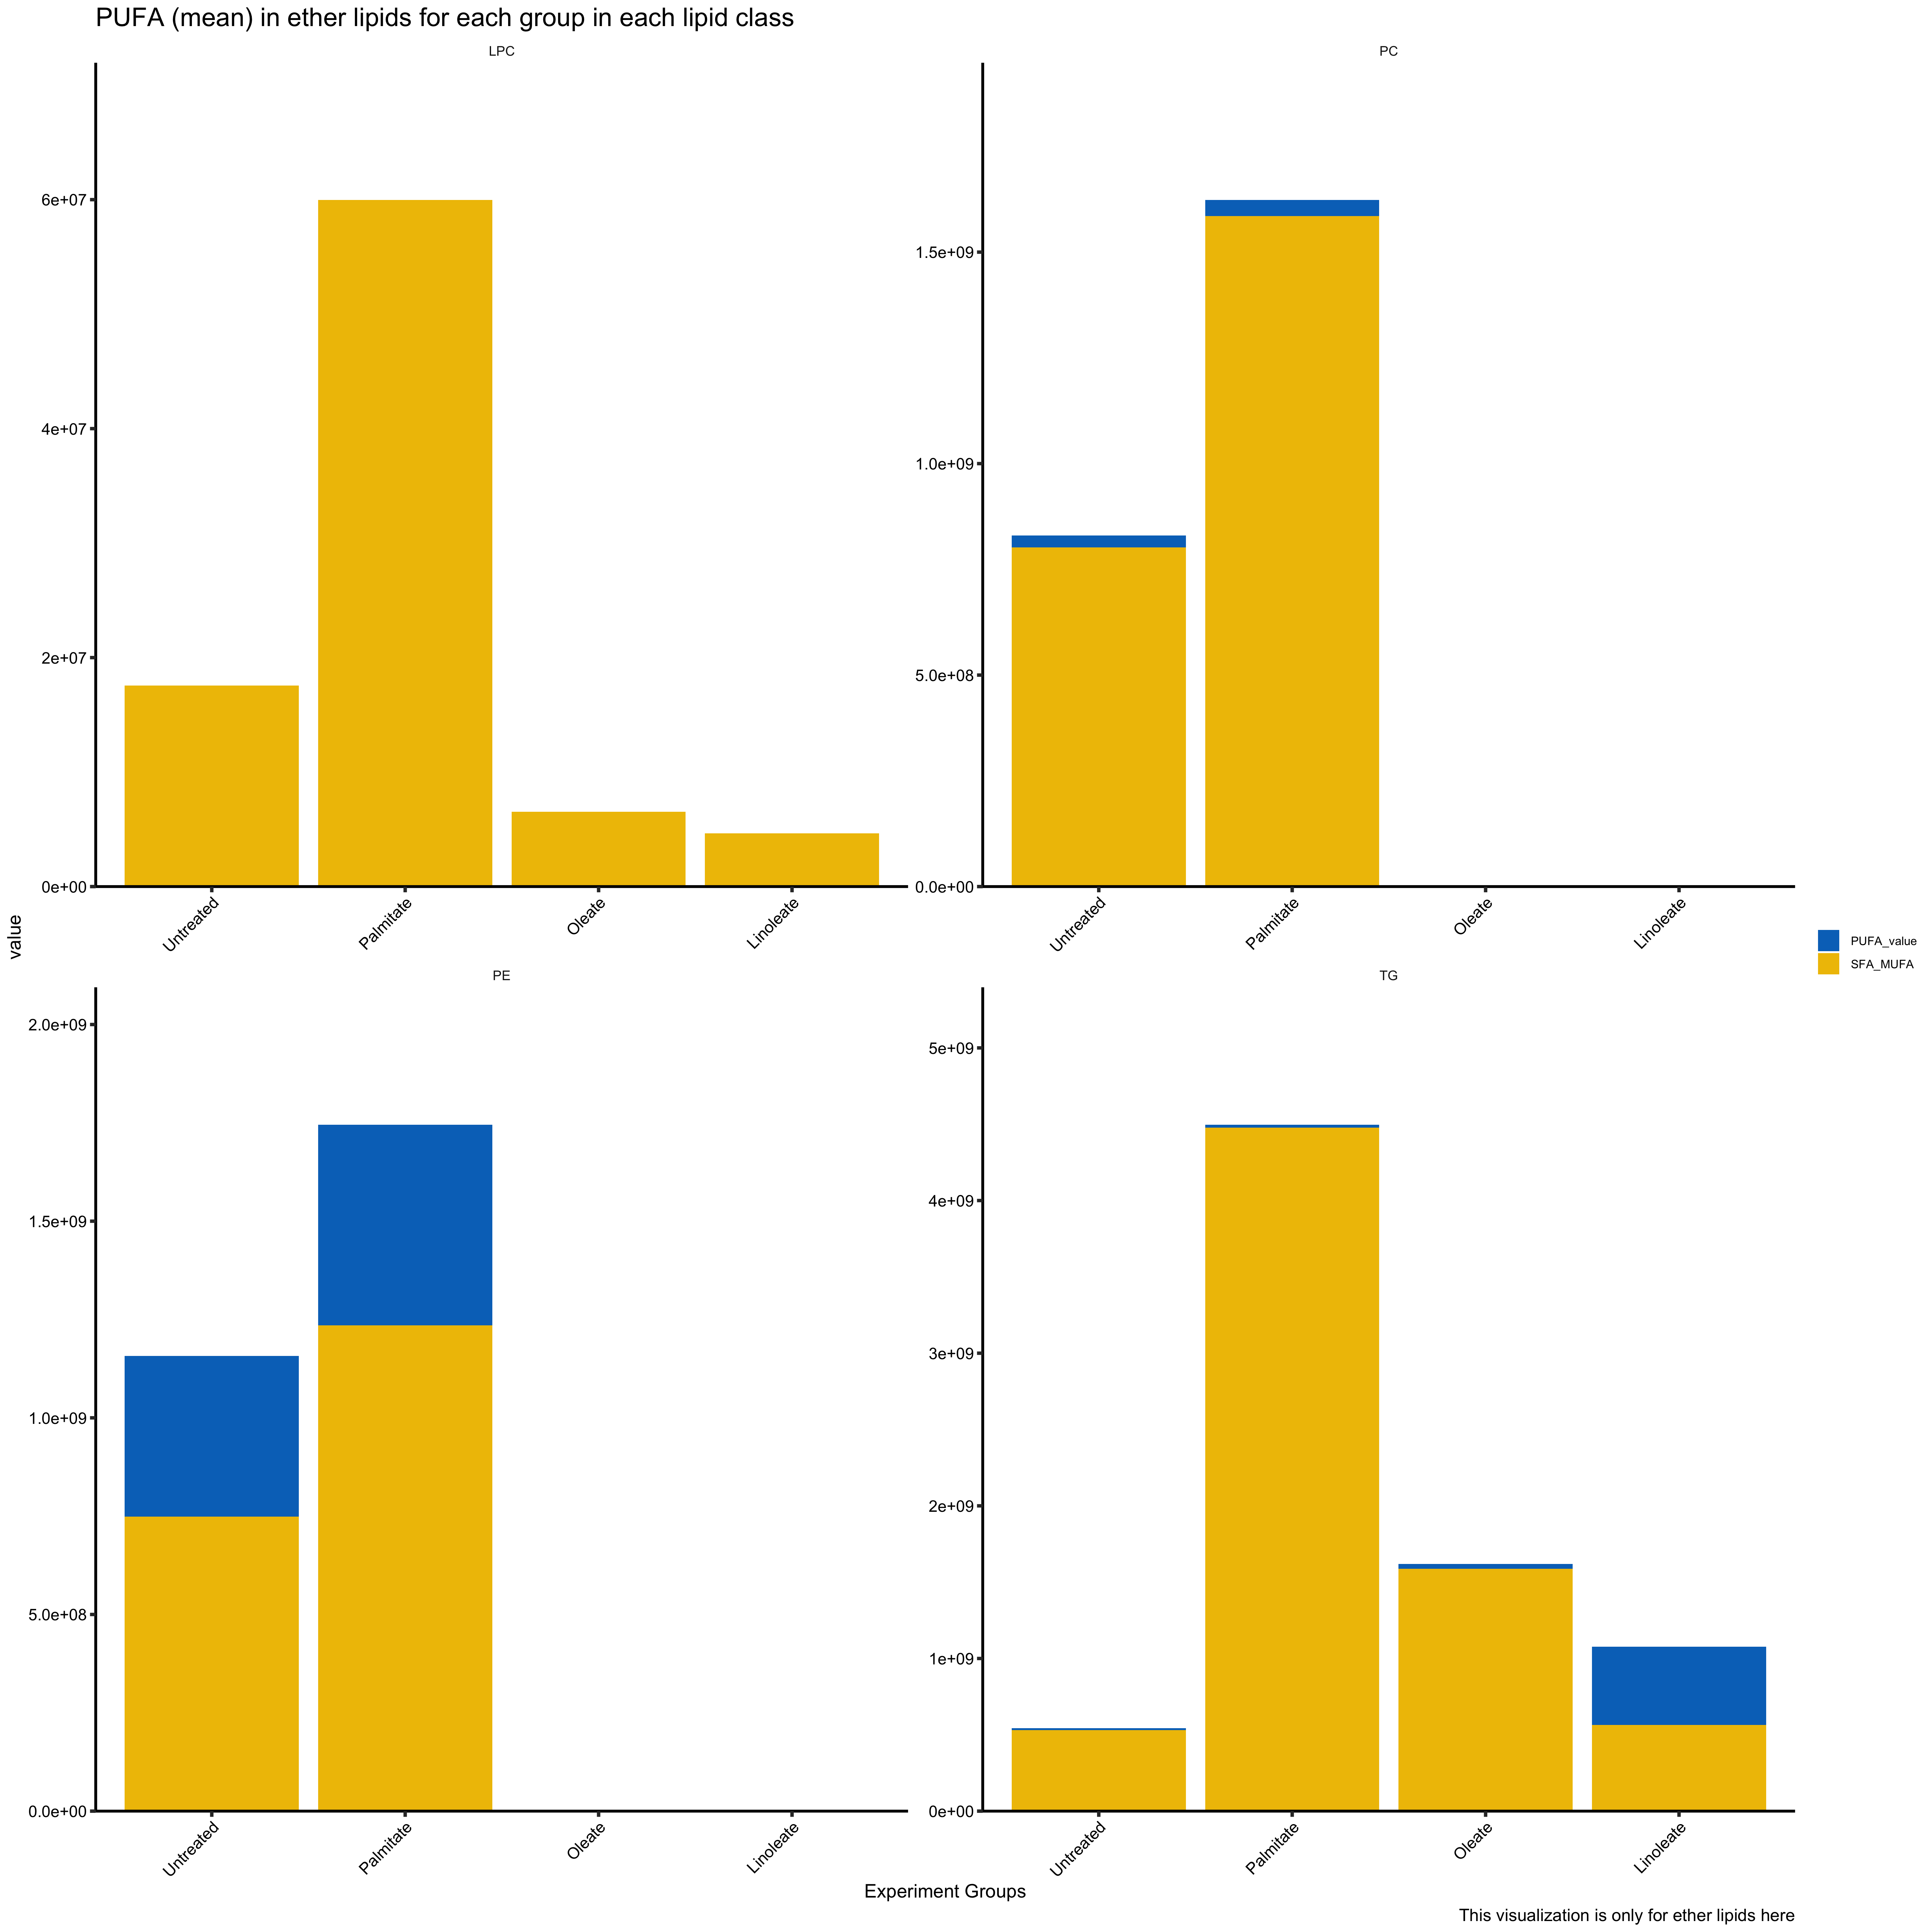 PUFA (mean) in ether lipids for each group in each lipid class
LPC
PC
6e+07
4e+07
2e+07
0e+00
1.5e+09
1.0e+09
5.0e+08
0.0e+00
Untreated
Palmitate
Oleate
Linoleate
Untreated
Palmitate
Oleate
Linoleate
value
PUFA_value
SFA_MUFA
PE
TG
2.0e+09
1.5e+09
1.0e+09
5.0e+08
0.0e+00
5e+09
4e+09
3e+09
2e+09
1e+09
0e+00
Untreated
Palmitate
Oleate
Linoleate
Untreated
Palmitate
Oleate
Linoleate
Experiment Groups
This visualization is only for ether lipids here